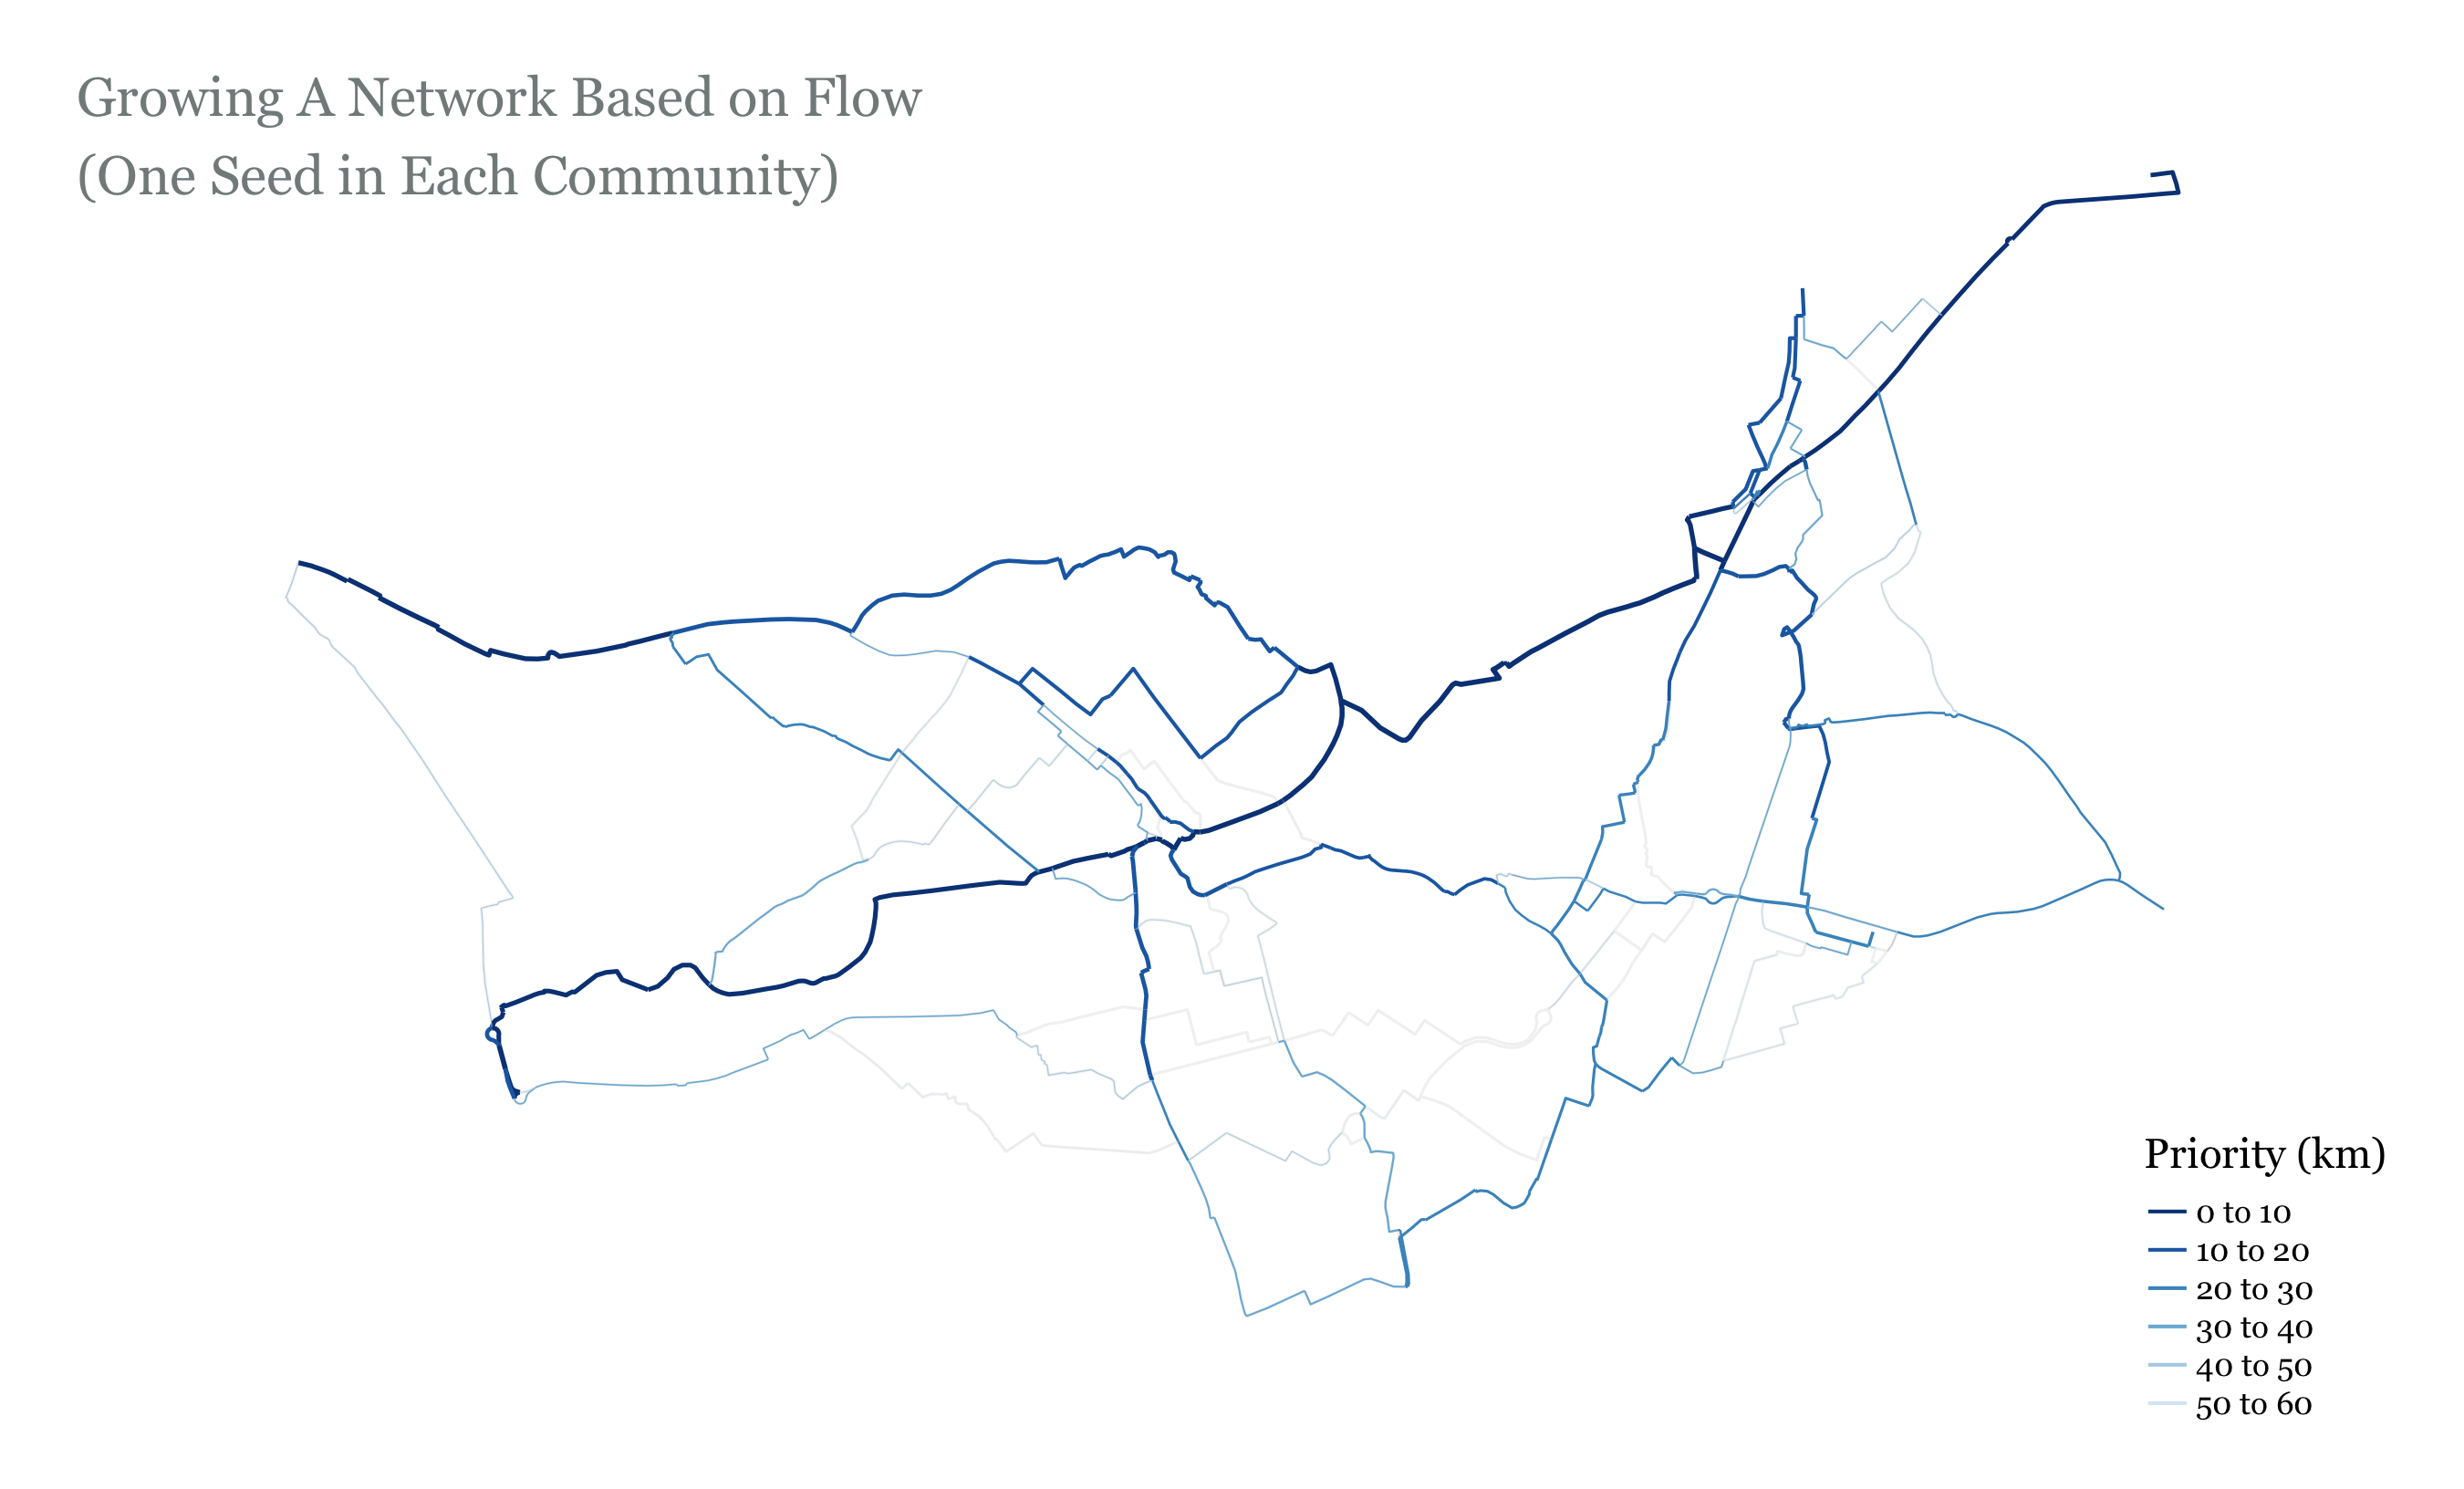 Growing A Network Based on Flow
(One Seed in Each Community)
Priority (km)
0 to 10
10 to 20
20 to 30
30 to 40
40 to 50
50 to 60